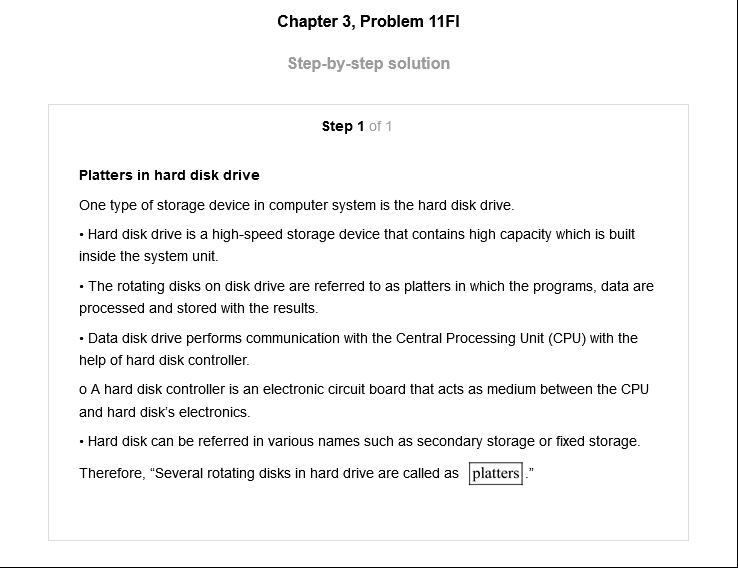 Chapter 3, Problem 11FI
Step-by-step solution
Step 1 of 1
Platters in hard disk drive
One type of storage device in computer system is the hard disk drive.
• Hard disk drive is a high-speed storage device that contains high capacity which is built
inside the system unit.
• The rotating disks on disk drive are referred to as platters in which the programs, data are
processed and stored with the results.
• Data disk drive performs communication with the Central Processing Unit (CPU) with the
help of hard disk controller.
o A hard disk controller is an electronic circuit board that acts as medium between the CPU
and hard disk’s electronics.
• Hard disk can be referred in various names such as secondary storage or fixed storage.
Therefore, “Several rotating disks in hard drive are called as platters.”